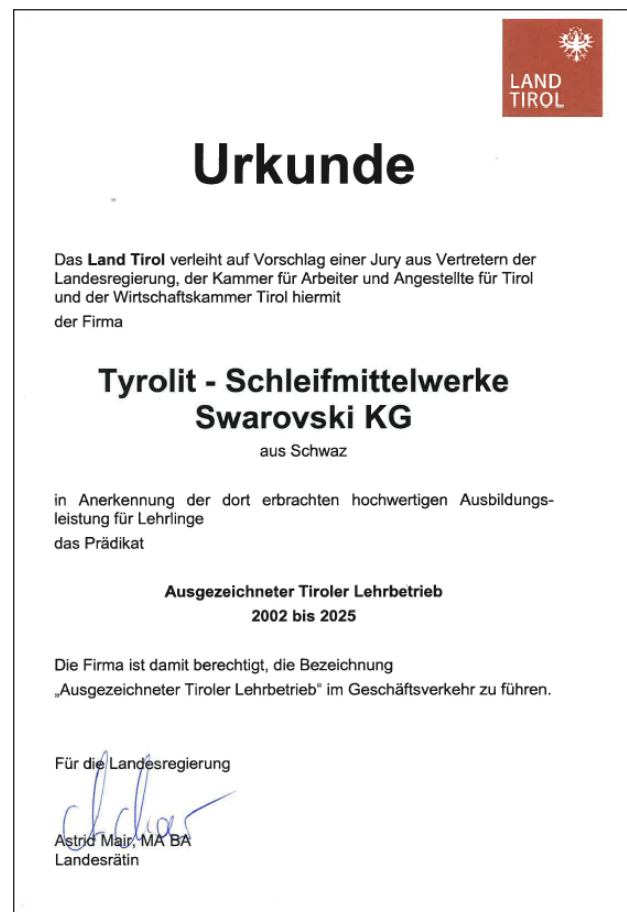 LAND
TIROL
Urkunde
Das Land Tirol verleiht auf Vorschlag einer Jury aus Vertretern der
Landesregierung, der Kammer für Arbeiter und Angestellte für Tirol
und der Wirtschaftskammer Tirol hiermit
der Firma
Tyrolit - Schleifmittelwerke
Swarovski KG
aus Schwaz
in Anerkennung der dort erbrachten hochwertigen Ausbildungs-
leistung für Lehrlinge
das Prädikat
Ausgezeichneter Tiroler Lehrbetrieb
2002 bis 2025
Die Firma ist damit berechtigt, die Bezeichnung
„Ausgezeichneter Tiroler Lehrbetrieb" im Geschäftsverkehr zu führen.
Für die Landesregierung
Astrid Mair, MA BA
Landesrätin